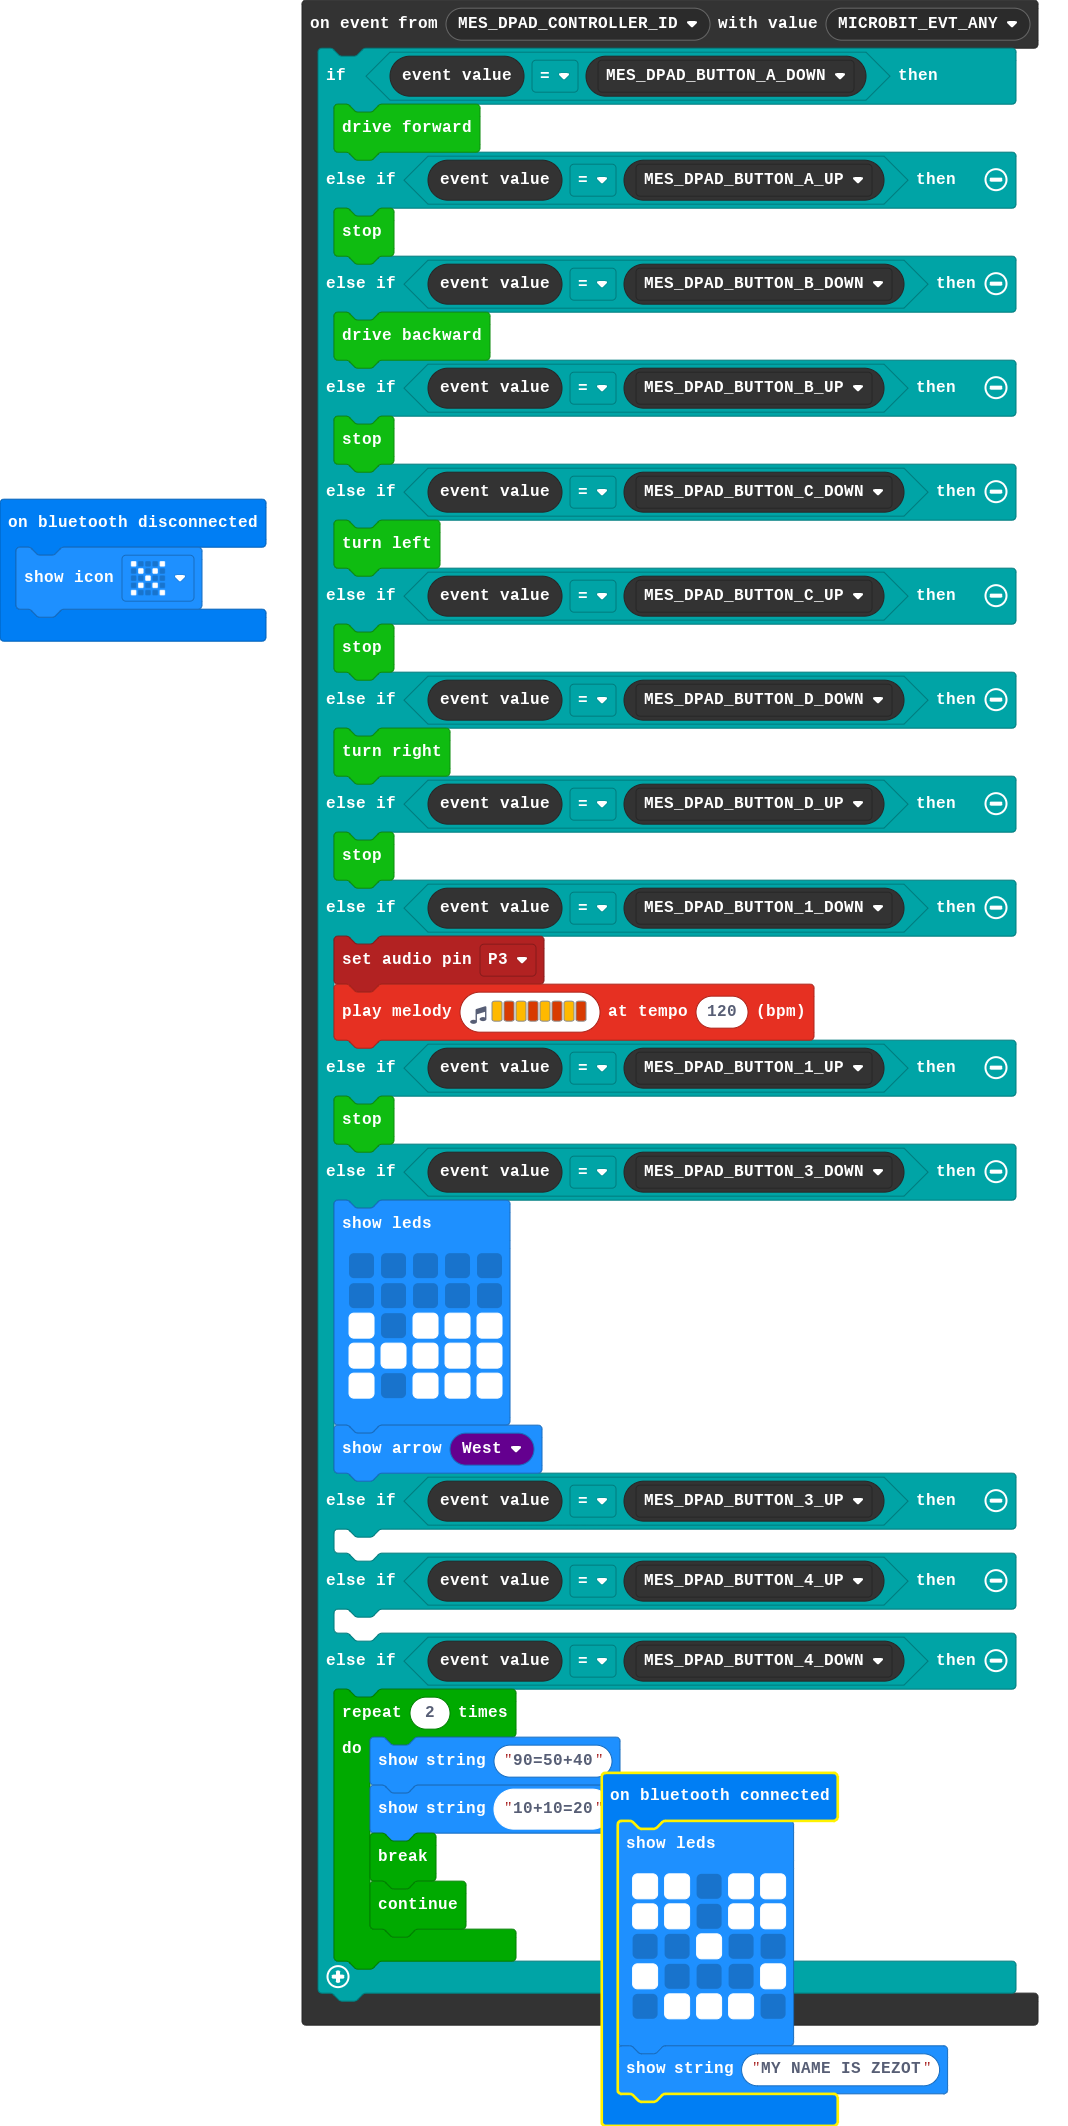 on event from MES_DPAD_CONTROLLER_ID with value MICROBIT_EVT_ANY
if event value = MES_DPAD_BUTTON_A_DOWN then
drive forward
else if event value = MES_DPAD_BUTTON_A_UP then
stop
else if event value = MES_DPAD_BUTTON_B_DOWN then
drive backward
else if event value = MES_DPAD_BUTTON_B_UP then
stop
else if event value = MES_DPAD_BUTTON_C_DOWN then
on bluetooth disconnected
turn left
show icon
else if event value = MES_DPAD_BUTTON_C_UP then
stop
else if event value = MES_DPAD_BUTTON_D_DOWN then
turn right
else if event value = MES_DPAD_BUTTON_D_UP then
stop
else if event value = MES_DPAD_BUTTON_1_DOWN then
set audio pin P3
play melody at tempo 120 (bpm)
else if event value = MES_DPAD_BUTTON_1_UP then
stop
else if event value = MES_DPAD_BUTTON_3_DOWN then
show leds
show arrow West
else if event value = MES_DPAD_BUTTON_3_UP then
else if event value = MES_DPAD_BUTTON_4_UP then
else if event value = MES_DPAD_BUTTON_4_DOWN then
repeat 2 times
do
show string "90=50+40"
show string "10+10=20"
break
continue
on bluetooth connected
show leds
show string "MY NAME IS ZEZOT"